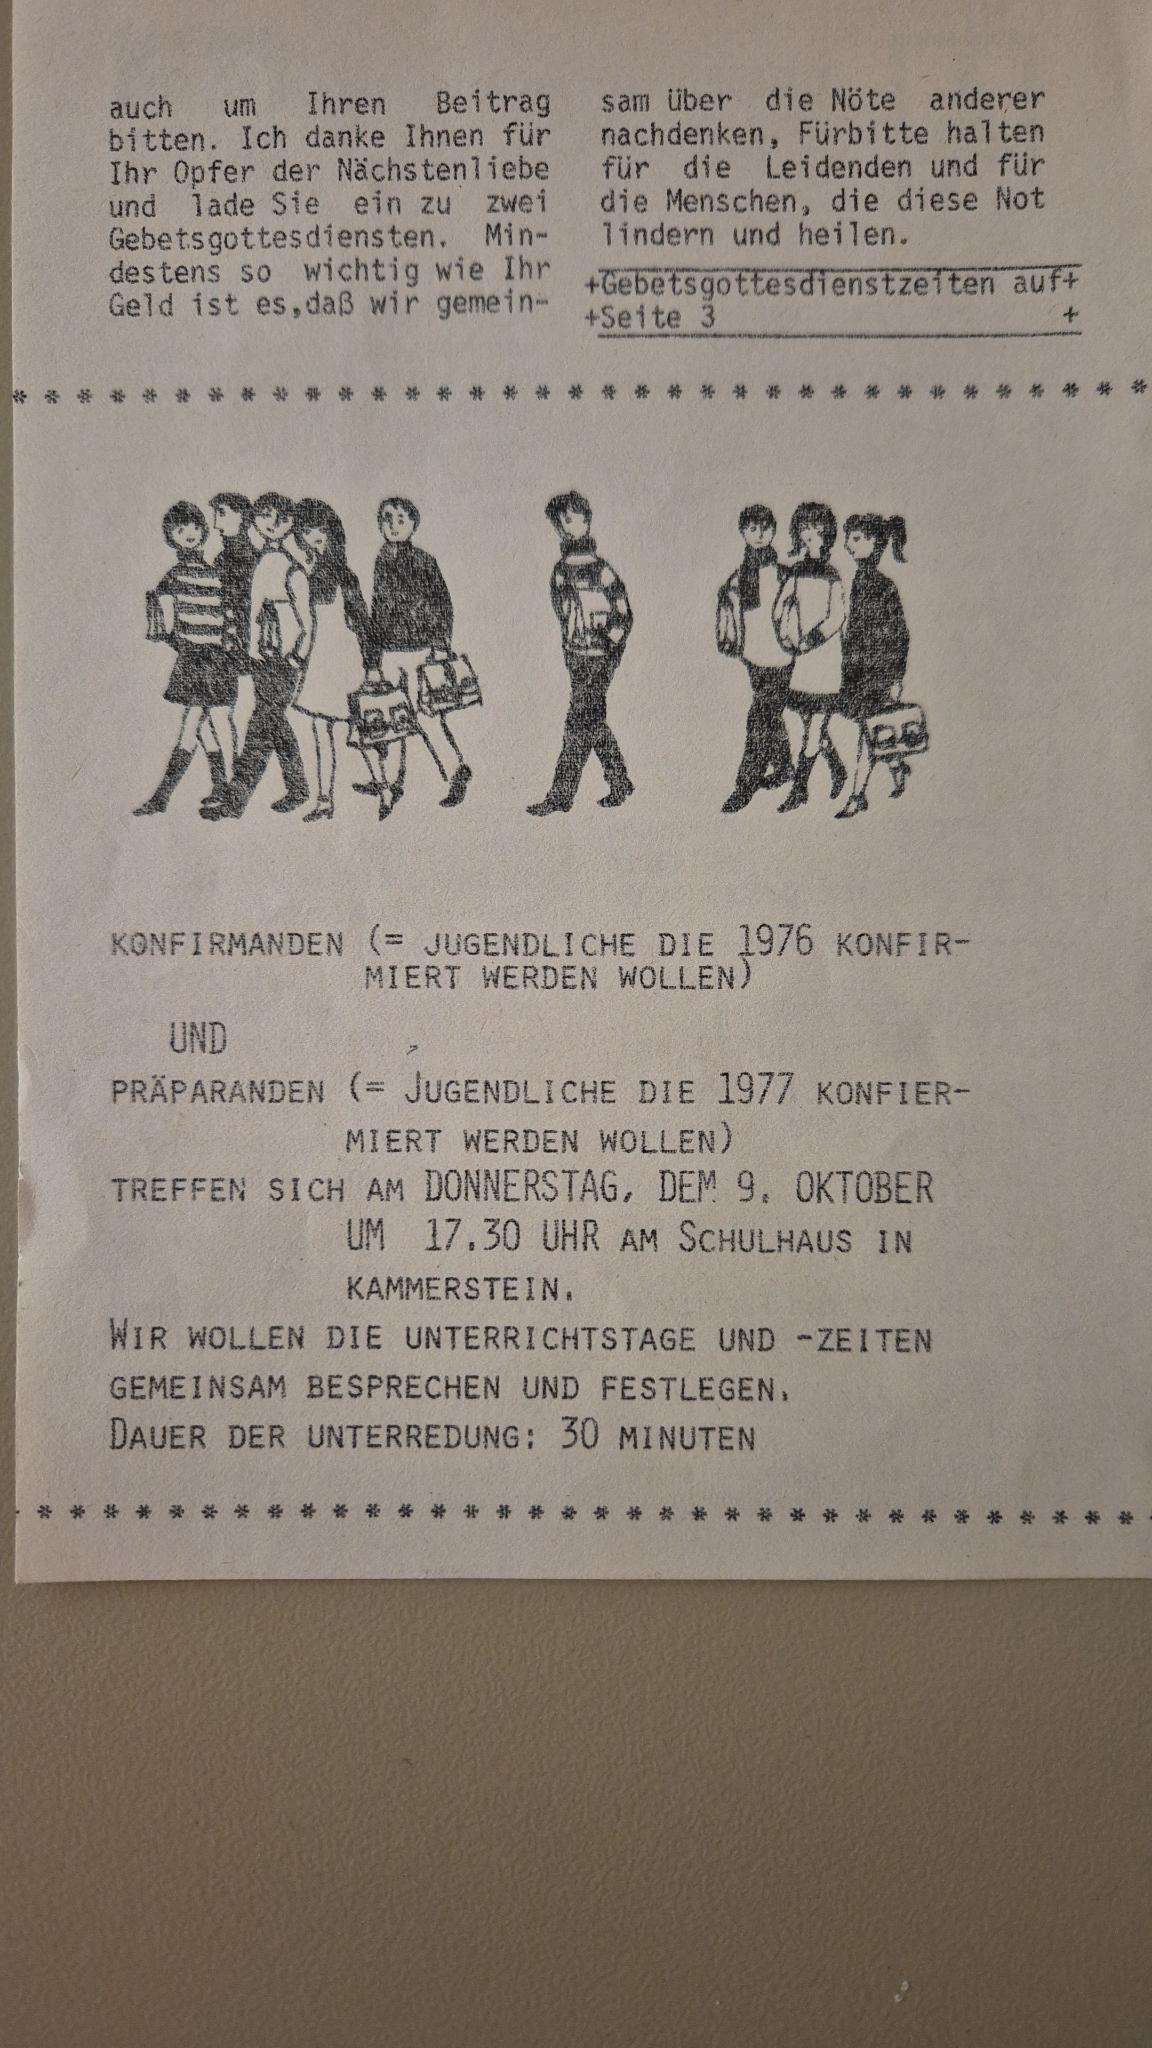 auch um Ihren Beitrag
bitten. Ich danke Ihnen für
Ihr Opfer der Nächstenliebe
und lade Sie ein zu zwei
Gebetsgottesdiensten. Min-
destens so wichtig wie Ihr
Geld ist es,daß wir gemein-
sam über die Nöte anderer
nachdenken, Fürbitte halten
für die Leidenden und für
die Menschen, die diese Not
lindern und heilen.
+Gebetsgottesdienstzeiten auf+
+Seite 3 +
* * * * * * * * * * * * * * * * * * * * * * * * * * * * * * * * * * *
KONFIRMANDEN (= JUGENDLICHE DIE 1976 KONFIR-
MIERT WERDEN WOLLEN)
UND
PRÄPARANDEN (= JUGENDLICHE DIE 1977 KONFIER-
MIERT WERDEN WOLLEN)
TREFFEN SICH AM DONNERSTAG, DEM 9. OKTOBER
UM 17.30 UHR AM SCHULHAUS IN
KAMMERSTEIN.
WIR WOLLEN DIE UNTERRICHTSTAGE UND -ZEITEN
GEMEINSAM BESPRECHEN UND FESTLEGEN.
DAUER DER UNTERREDUNG: 30 MINUTEN
* * * * * * * * * * * * * * * * * * * * * * * * * * * * * * * * * *